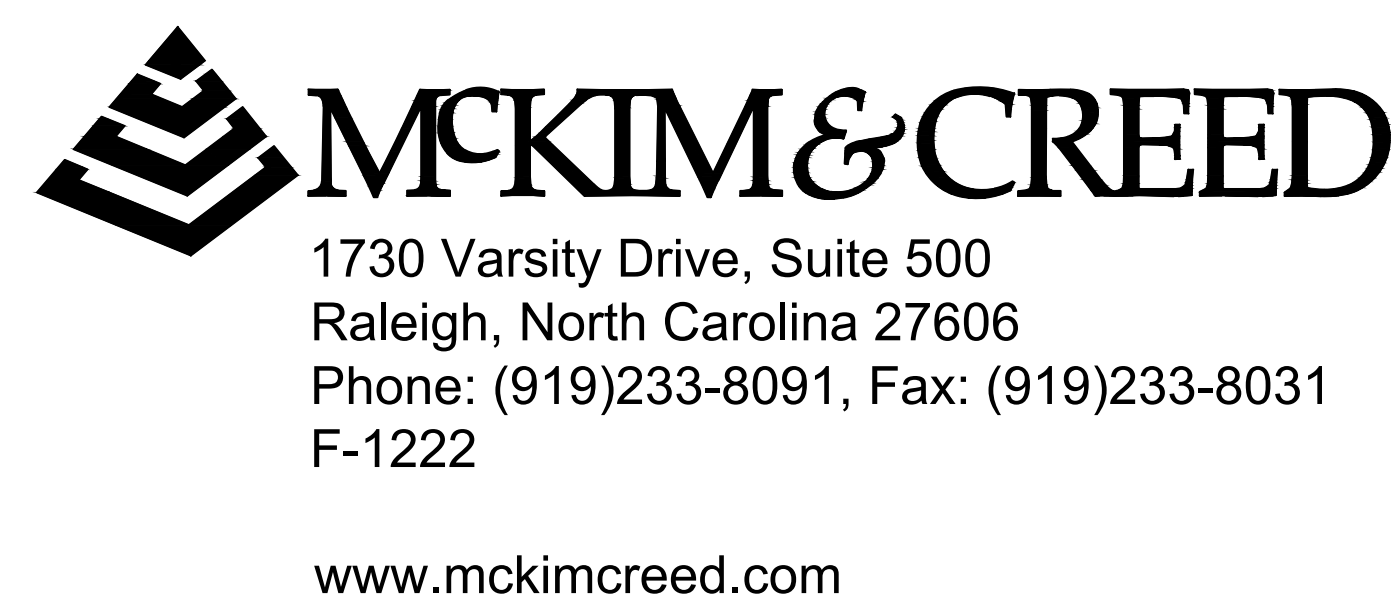 McKIM & CREED
1730 Varsity Drive, Suite 500
Raleigh, North Carolina 27606
Phone: (919)233-8091, Fax: (919)233-8031
F-1222
www.mckimcreed.com